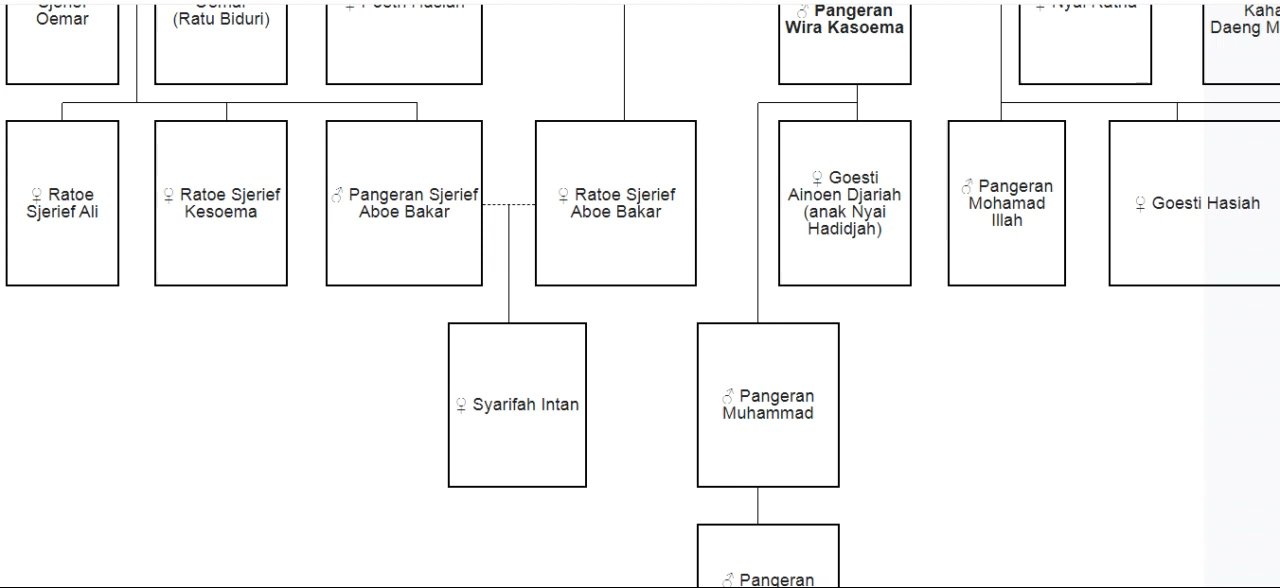 Oemar
(Ratu Biduri)
♂ Pangeran
Wira Kasoema
Daeng
♀ Ratoe
Sjerief Ali
♀ Ratoe Sjerief
Kesoema
♂ Pangeran Sjerief
Aboe Bakar
♀ Ratoe Sjerief
Aboe Bakar
♀ Goesti
Ainoen Djariah
(anak Nyai
Hadidjah)
♂ Pangeran
Mohamad
Illah
♀ Goesti Hasiah
♀ Syarifah Intan
♂ Pangeran
Muhammad
♂ Pangeran